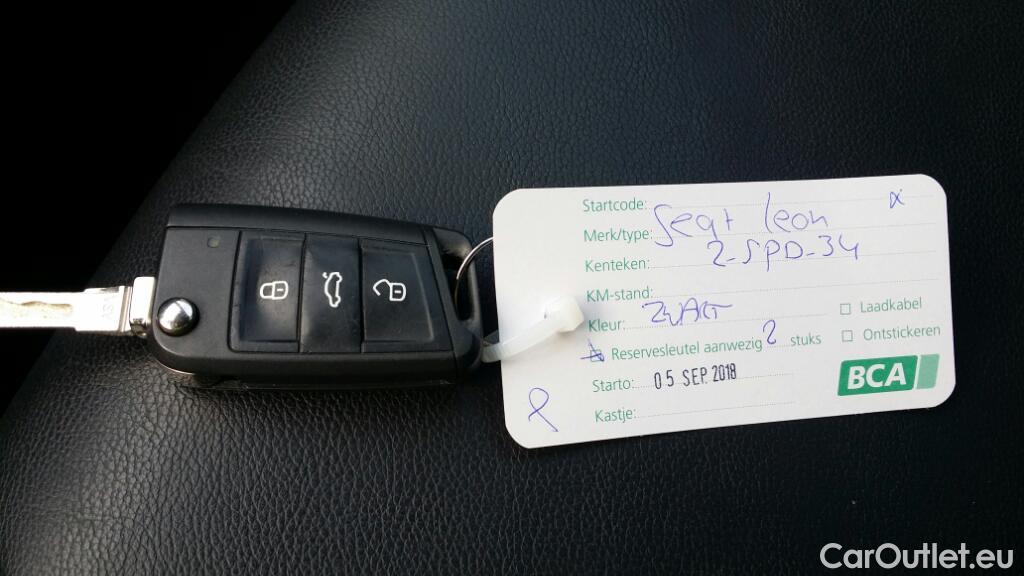 Startcode:
Merk/type: Seat leon
Kenteken: 2-SPD-34
KM-stand:
Kleur: ZWART
Laadkabel
Reservesleutel aanwezig 2 stuks
Ontstickeren
Starto: 05 SEP. 2018
Kastje:
BCA
CarOutlet.eu